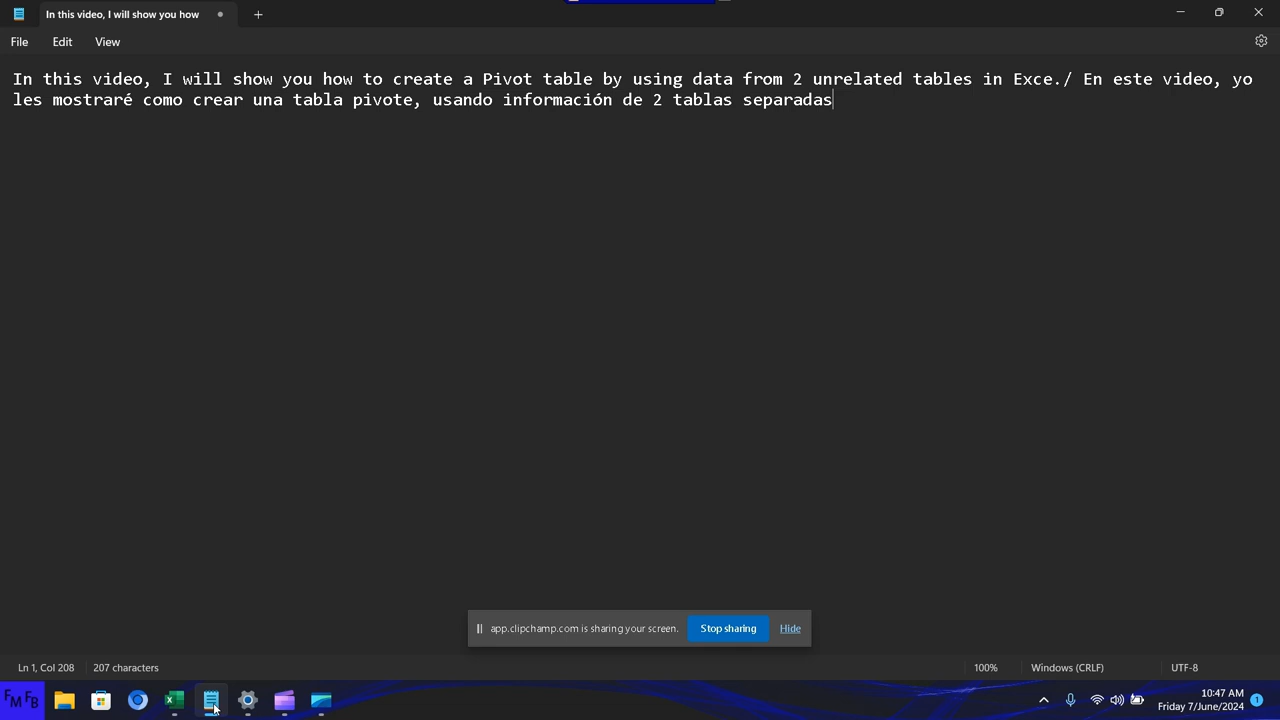 In this video, I will show you how
File
Edit
View
In this video, I will show you how to create a Pivot table by using data from 2 unrelated tables in Exce./ En este video, yo
les mostraré como crear una tabla pivote, usando información de 2 tablas separadas
app.clipchamp.com is sharing your screen.
Stop sharing
Hide
Ln 1, Col 208
207 characters
100%
Windows (CRLF)
UTF-8
FM FB
10:47 AM
Friday 7/June/2024
1